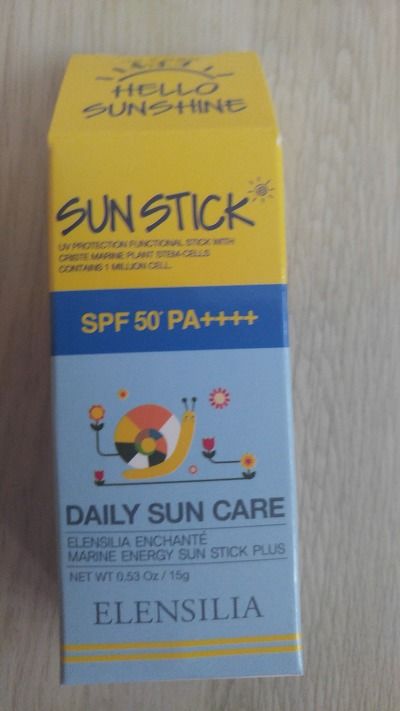 HELLO
SUNSHINE
SUN STICK
UV PROTECTION FUNCTIONAL STICK WITH
CRISTE MARINE PLANT STEM-CELLS
CONTAINS 1 MILLION CELL.
SPF 50+ PA++++
DAILY SUN CARE
ELENSILIA ENCHANTÉ
MARINE ENERGY SUN STICK PLUS
NET WT 0.53 Oz / 15g
ELENSILIA